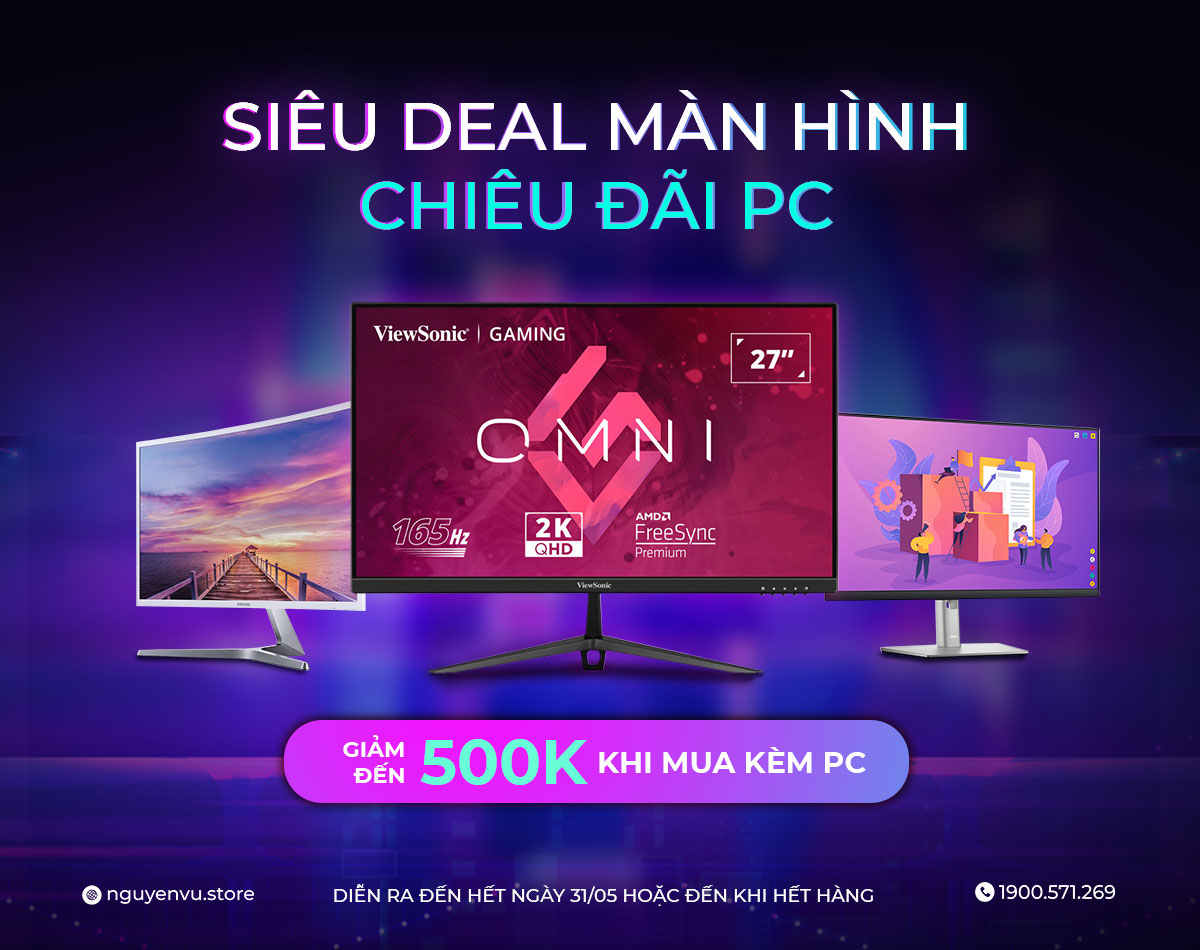 SIÊU DEAL MÀN HÌNH
CHIÊU ĐÃI PC
ViewSonic® | GAMING
27"
OMNI
165Hz
2K
QHD
AMD
FreeSync
Premium
ViewSonic
SAMSUNG
GIẢM
ĐẾN
500K KHI MUA KÈM PC
nguyenvu.store
DIỄN RA ĐẾN HẾT NGÀY 31/05 HOẶC ĐẾN KHI HẾT HÀNG
1900.571.269